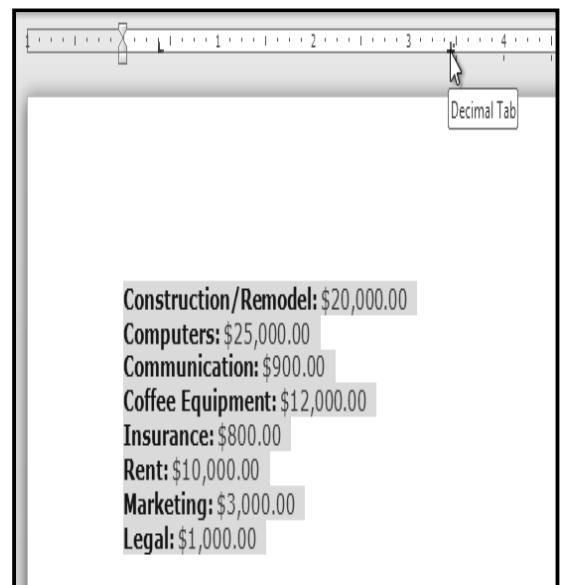 1 1 2 3 4
Decimal Tab
Construction/Remodel: $20,000.00
Computers: $25,000.00
Communication: $900.00
Coffee Equipment: $12,000.00
Insurance: $800.00
Rent: $10,000.00
Marketing: $3,000.00
Legal: $1,000.00